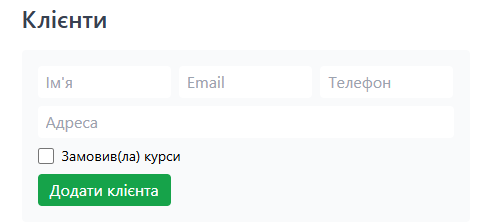 Клієнти
Ім'я Email Телефон
Адреса
Замовив(ла) курси
Додати клієнта